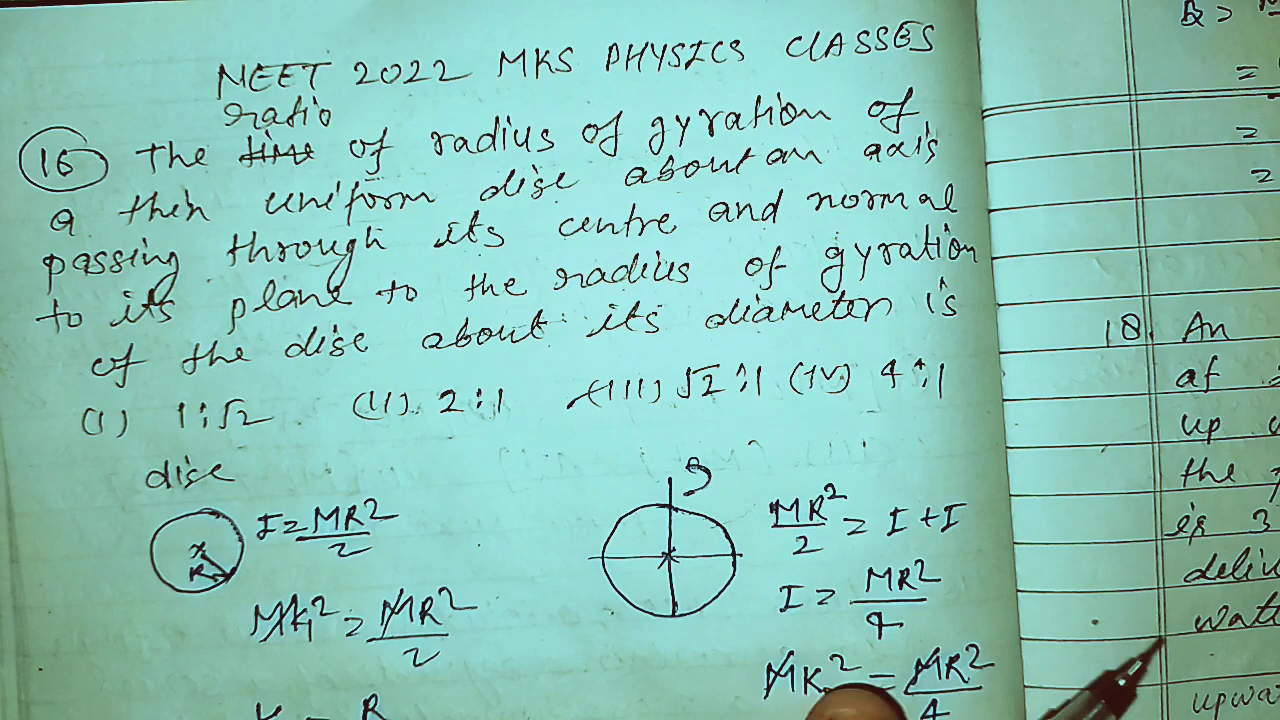 NEET 2022 MKS PHYSICS ClASSES
ratio
16 The time of radius of gyration of
a thin uniform disc about an axis
passing through its centre and normal
to its plane to the radius of gyration
of the disc about its diameter is
(I) 1:√2 (II). 2:1 (III) √2:1 (IV) 4:1
disc
I = MR²/2
R
MK₁² = MR²/2
MR²/2 = I + I
I = MR²/4
MK² = MR²/4
=
=
=
18. An
af
up
the
is 3
wate
upwa